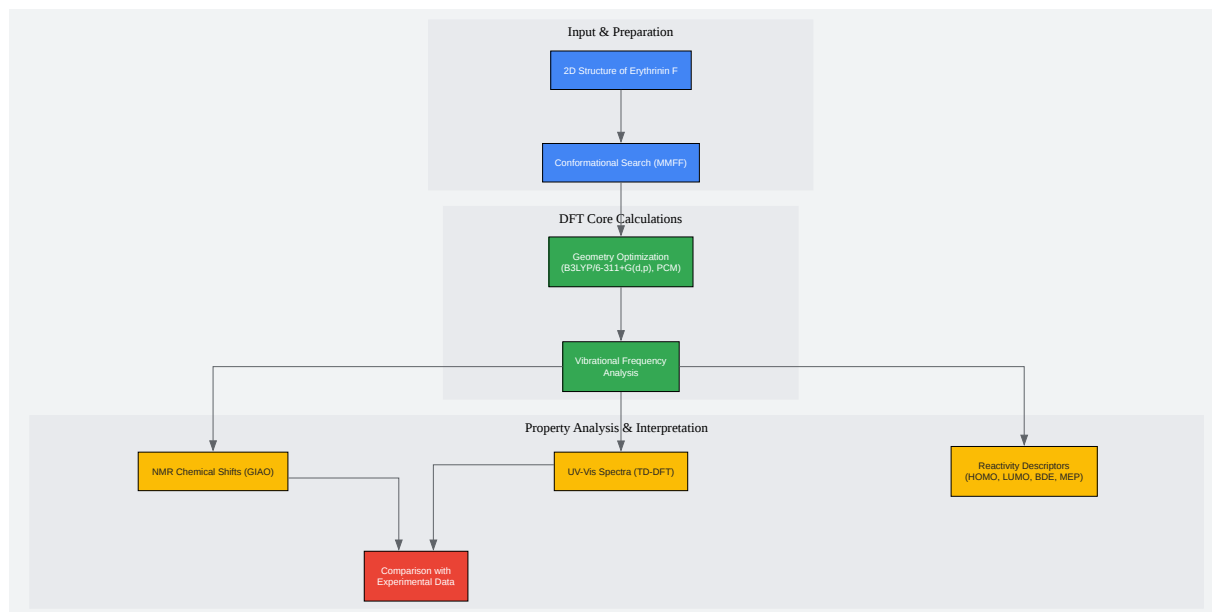 Input & Preparation
2D Structure of Erythrinin F
Conformational Search (MMFF)
DFT Core Calculations
Geometry Optimization
(B3LYP/6-311+G(d,p), PCM)
Vibrational Frequency
Analysis
Property Analysis & Interpretation
NMR Chemical Shifts (GIAO)
UV-Vis Spectra (TD-DFT)
Reactivity Descriptors
(HOMO, LUMO, BDE, MEP)
Comparison with
Experimental Data